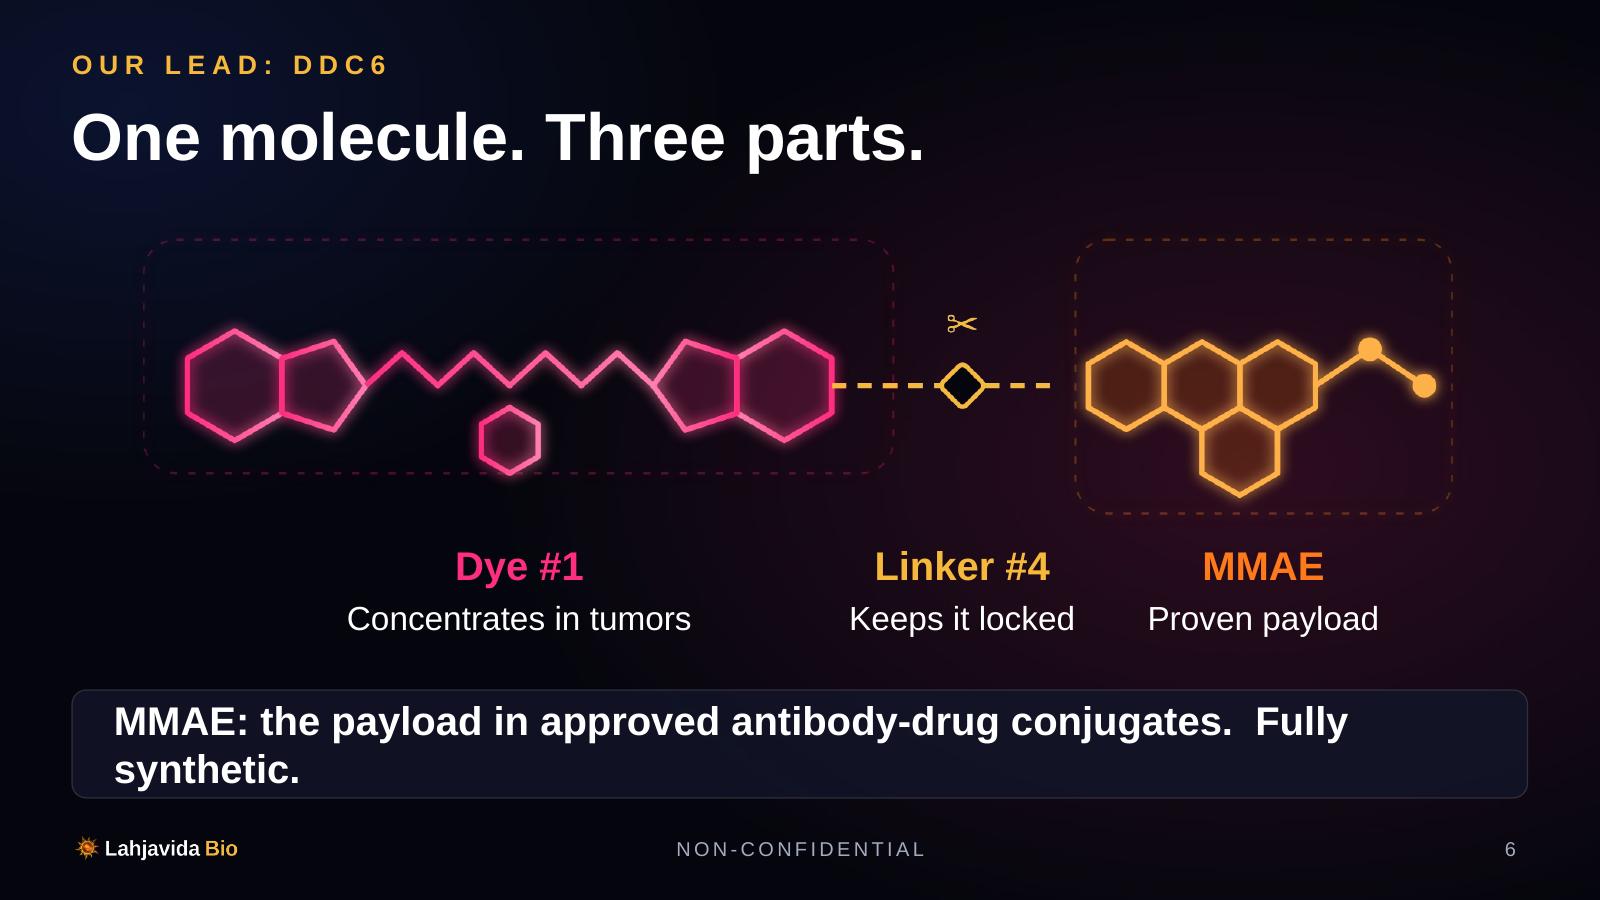 OUR LEAD: DDC6
One molecule. Three parts.
Dye #1
Concentrates in tumors
Linker #4
Keeps it locked
MMAE
Proven payload
MMAE: the payload in approved antibody-drug conjugates.  Fully
synthetic.
Lahjavida Bio
NON-CONFIDENTIAL
6